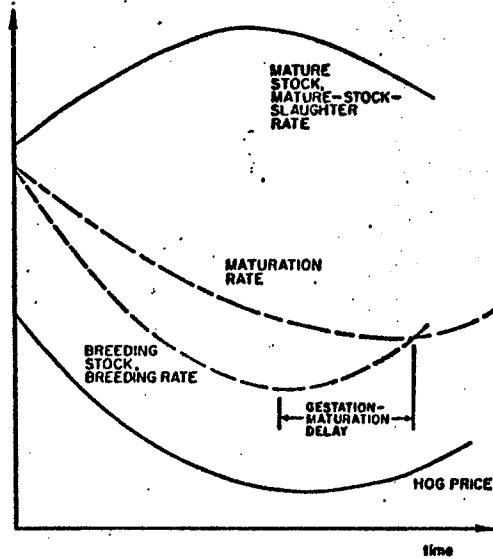 MATURE
STOCK,
MATURE-STOCK-
SLAUGHTER
RATE
MATURATION
RATE
BREEDING
STOCK,
BREEDING RATE
GESTATION-
MATURATION
DELAY
HOG PRICE
time